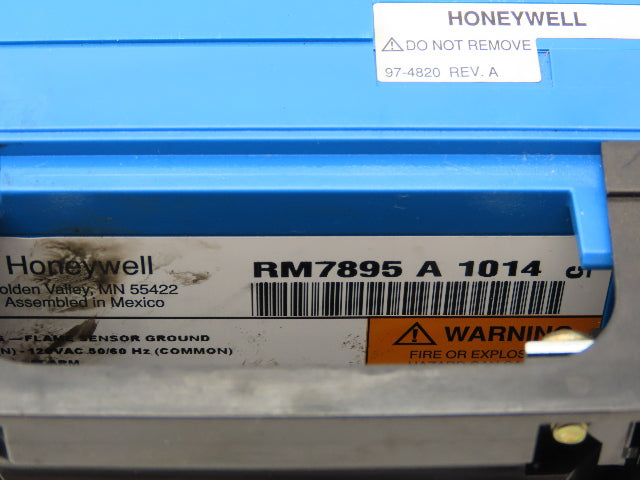 HONEYWELL
⚠DO NOT REMOVE
97-4820 REV. A
Honeywell
olden Valley, MN 55422
Assembled in Mexico
RM7895 A 1014
—FLAME SENSOR GROUND
N) - 120VAC 50/60 Hz (COMMON)
⚠ WARNING
FIRE OR EXPLOS